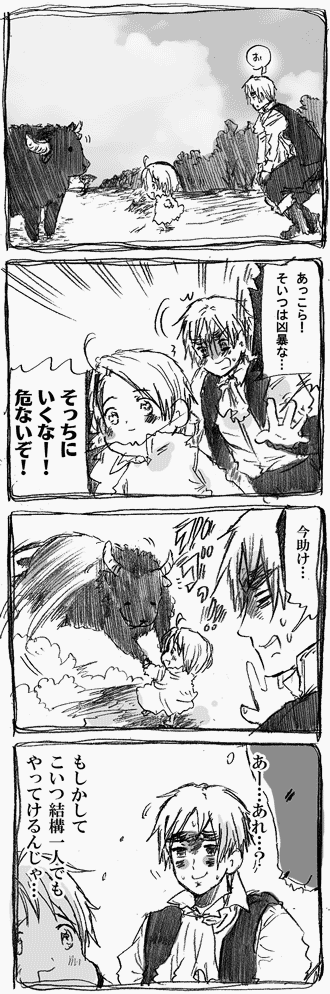 あ
あっこら！
そいつは凶暴な…
そっちに
いくなー！
危ないぞ！
今助け…
あー…あれ…？
もしかして
こいつ結構一人でも
やってけるんじゃ…